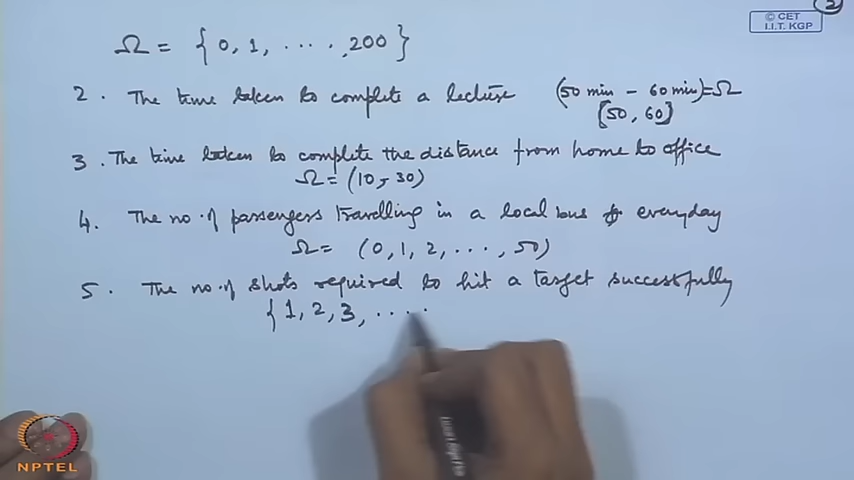 2
© CET
I.I.T. KGP
Ω = { 0, 1, ...., 200 }
2. The time taken to complete a lecture (50 min - 60 min) = Ω
[50, 60]
3. The time taken to complete the distance from home to office
Ω = (10, 30)
4. The no. of passengers travelling in a local bus everyday
Ω = (0, 1, 2, ...., 50)
5. The no. of shots required to hit a target successfully
{ 1, 2, 3, .....
NPTEL